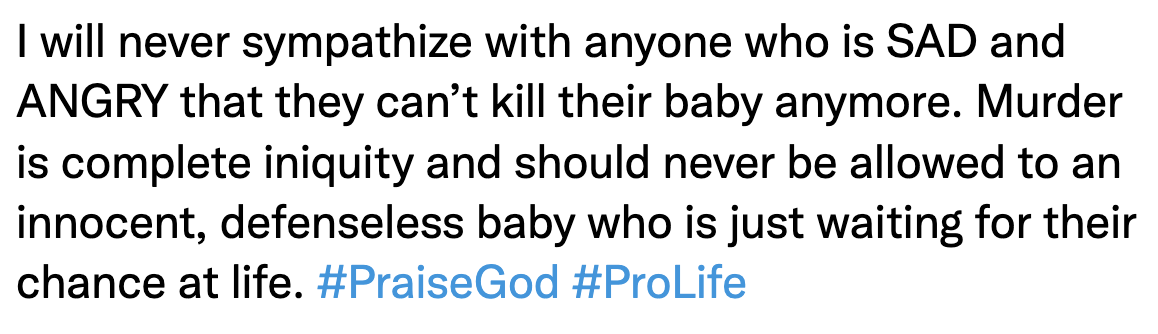 I will never sympathize with anyone who is SAD and
ANGRY that they can’t kill their baby anymore. Murder
is complete iniquity and should never be allowed to an
innocent, defenseless baby who is just waiting for their
chance at life. #PraiseGod #ProLife